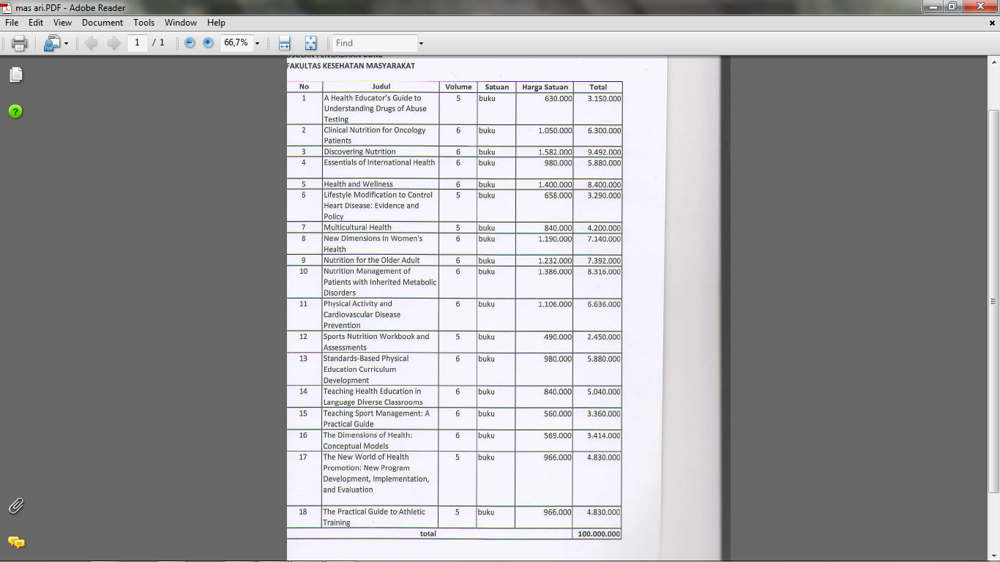 mas ari.PDF - Adobe Reader
File Edit View Document Tools Window Help
1 / 1 66,7% Find
USULAN PENGADAAN BUKU
FAKULTAS KESEHATAN MASYARAKAT
No Judul Volume Satuan Harga Satuan Total
1 A Health Educator's Guide to 5 buku 630.000 3.150.000
Understanding Drugs of Abuse
Testing
2 Clinical Nutrition for Oncology 6 buku 1.050.000 6.300.000
Patients
3 Discovering Nutrition 6 buku 1.582.000 9.492.000
4 Essentials of International Health 6 buku 980.000 5.880.000
5 Health and Wellness 6 buku 1.400.000 8.400.000
6 Lifestyle Modification to Control 5 buku 658.000 3.290.000
Heart Disease: Evidence and
Policy
7 Multicultural Health 5 buku 840.000 4.200.000
8 New Dimensions In Women's 6 buku 1.190.000 7.140.000
Health
9 Nutrition for the Older Adult 6 buku 1.232.000 7.392.000
10 Nutrition Management of 6 buku 1.386.000 8.316.000
Patients with Inherited Metabolic
Disorders
11 Physical Activity and 6 buku 1.106.000 6.636.000
Cardiovascular Disease
Prevention
12 Sports Nutrition Workbook and 5 buku 490.000 2.450.000
Assessments
13 Standards-Based Physical 6 buku 980.000 5.880.000
Education Curriculum
Development
14 Teaching Health Education in 6 buku 840.000 5.040.000
Language Diverse Classrooms
15 Teaching Sport Management: A 6 buku 560.000 3.360.000
Practical Guide
16 The Dimensions of Health: 6 buku 569.000 3.414.000
Conceptual Models
17 The New World of Health 5 buku 966.000 4.830.000
Promotion: New Program
Development, Implementation,
and Evaluation
18 The Practical Guide to Athletic 5 buku 966.000 4.830.000
Training
total 100.000.000